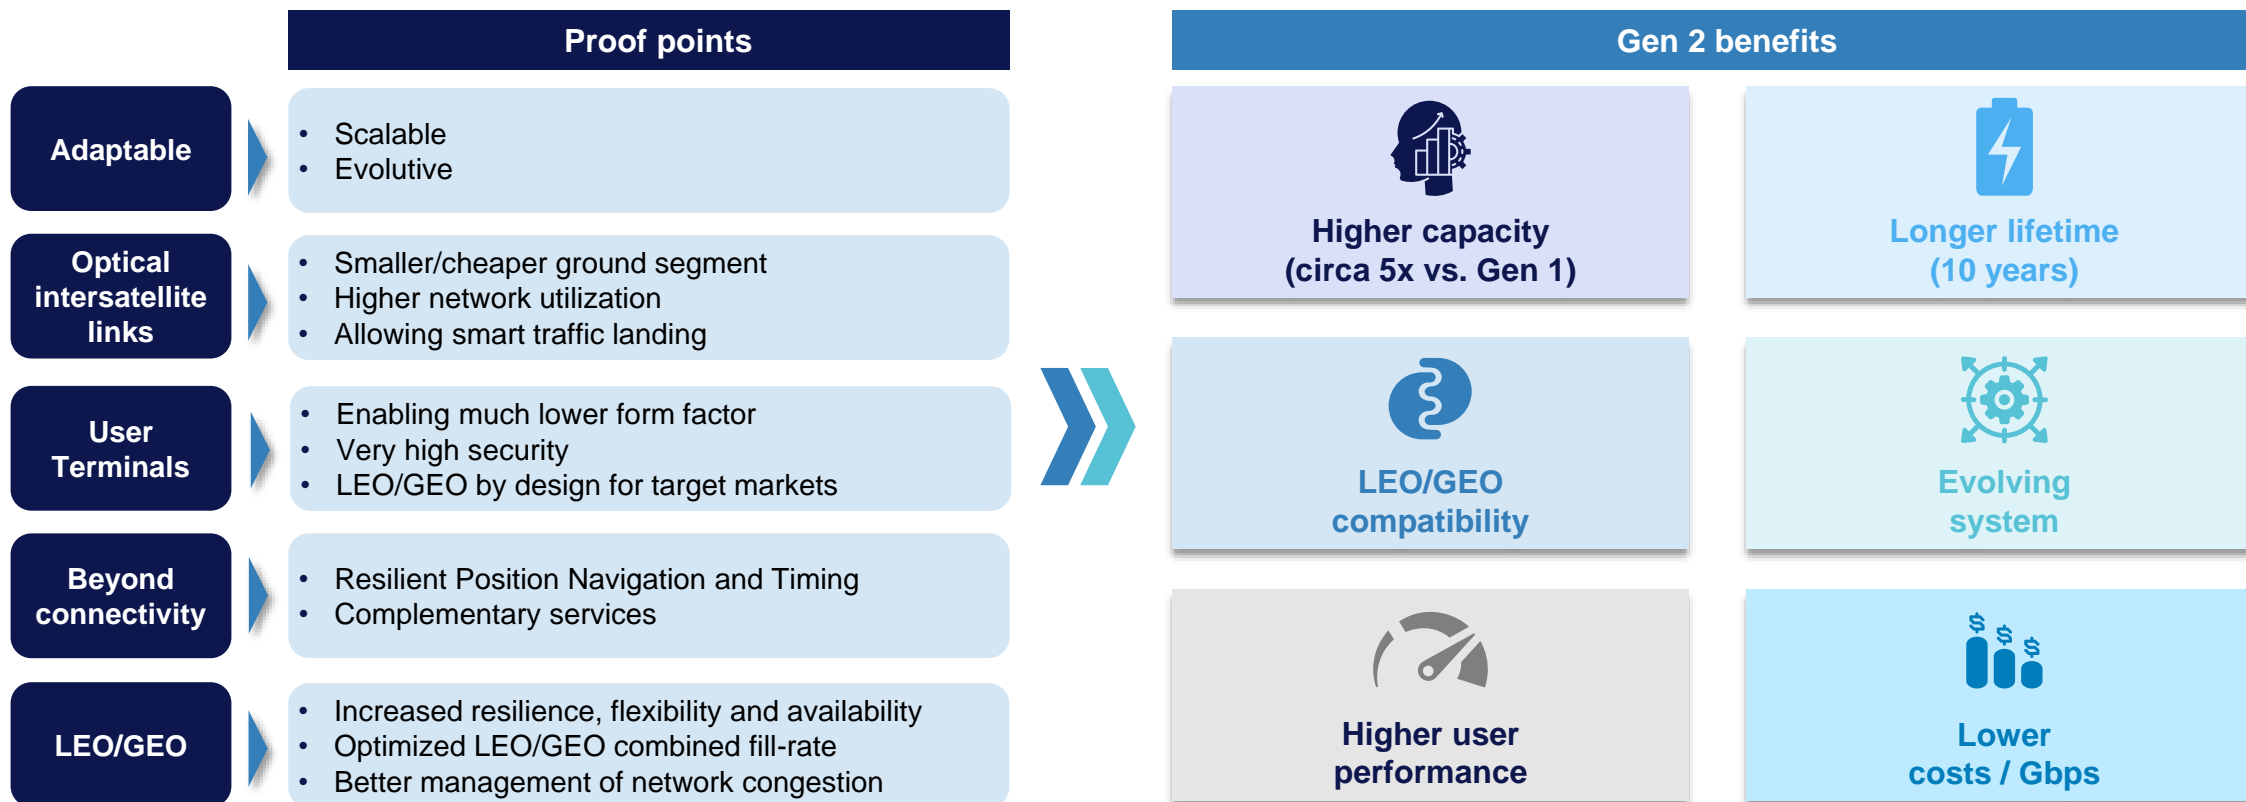 Proof points
Gen 2 benefits
Adaptable
• Scalable
• Evolutive
Optical
intersatellite
links
• Smaller/cheaper ground segment
• Higher network utilization
• Allowing smart traffic landing
User
Terminals
• Enabling much lower form factor
• Very high security
• LEO/GEO by design for target markets
Beyond
connectivity
• Resilient Position Navigation and Timing
• Complementary services
LEO/GEO
• Increased resilience, flexibility and availability
• Optimized LEO/GEO combined fill-rate
• Better management of network congestion
Higher capacity
(circa 5x vs. Gen 1)
Longer lifetime
(10 years)
LEO/GEO
compatibility
Evolving
system
Higher user
performance
$ $ $
Lower
costs / Gbps